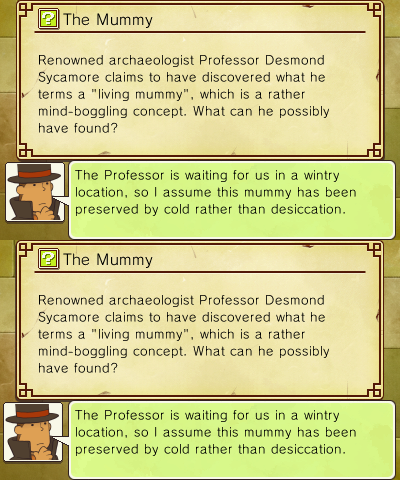 ? The Mummy
Renowned archaeologist Professor Desmond
Sycamore claims to have discovered what he
terms a "living mummy", which is a rather
mind-boggling concept. What can he possibly
have found?
The Professor is waiting for us in a wintry
location, so I assume this mummy has been
preserved by cold rather than desiccation.
? The Mummy
Renowned archaeologist Professor Desmond
Sycamore claims to have discovered what he
terms a "living mummy", which is a rather
mind-boggling concept. What can he possibly
have found?
The Professor is waiting for us in a wintry
location, so I assume this mummy has been
preserved by cold rather than desiccation.